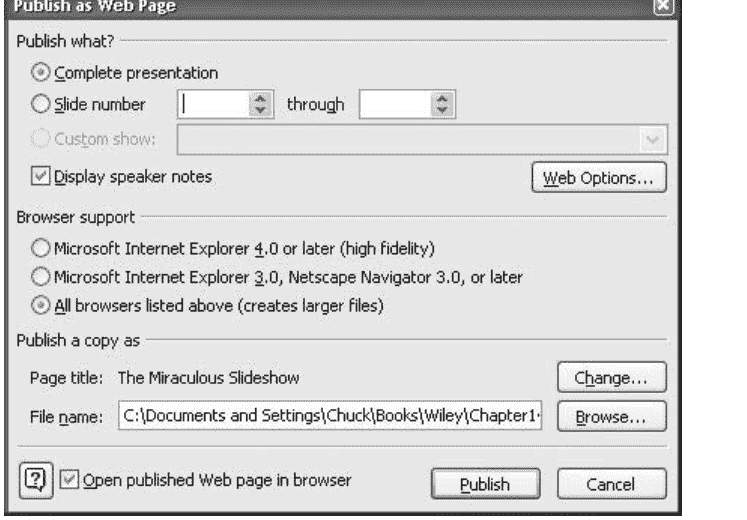 Publish as Web Page
Publish what?
Complete presentation
Slide number through
Custom show:
Display speaker notes Web Options...
Browser support
Microsoft Internet Explorer 4.0 or later (high fidelity)
Microsoft Internet Explorer 3.0, Netscape Navigator 3.0, or later
All browsers listed above (creates larger files)
Publish a copy as
Page title: The Miraculous Slideshow Change...
File name: C:\Documents and Settings\Chuck\Books\Wiley\Chapter1 Browse...
? Open published Web page in browser Publish Cancel